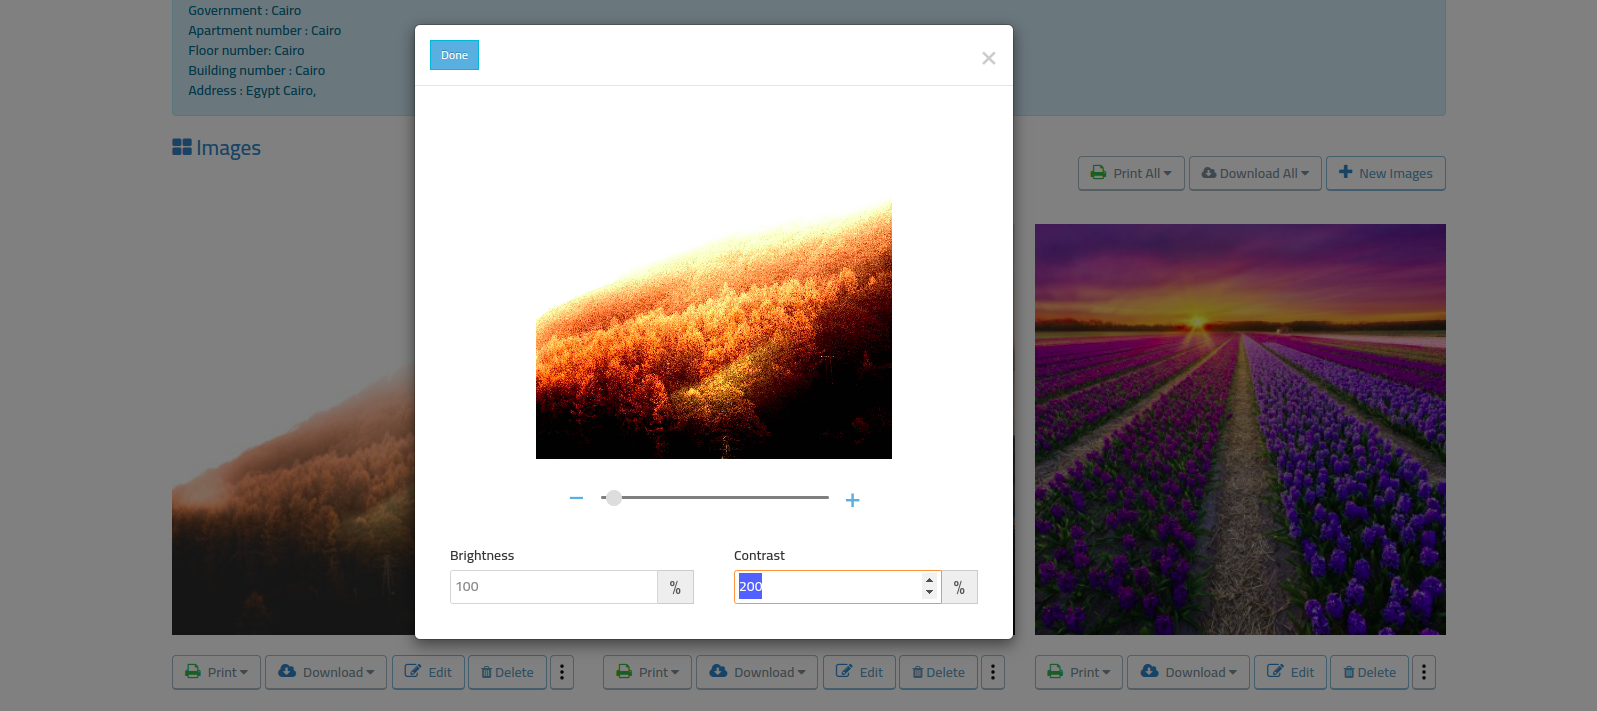 Government : Cairo
Apartment number : Cairo
Floor number: Cairo
Building number : Cairo
Address : Egypt Cairo,
Done
×
Images
Print All
Download All
New Images
Brightness
Contrast
100 %
200 %
Print Download Edit Delete
Print Download Edit Delete
Print Download Edit Delete